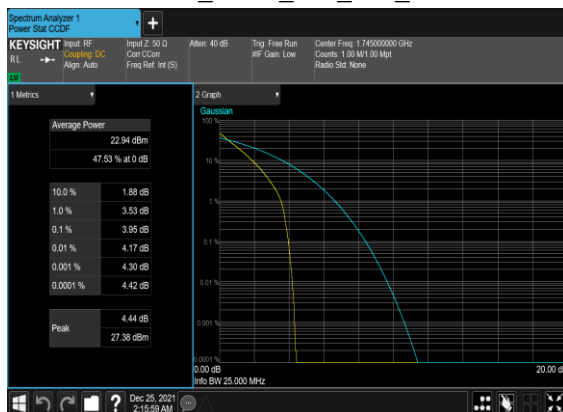 Spectrum Analyzer 1
Power Stat CCDF
+
KEYSIGHT
Input: RF
Input Z: 50 Ω
Atten: 40 dB
Trig: Free Run
Center Freq: 1.745000000 GHz
RL
Coupling: DC
Corr CCorr
#IF Gain: Low
Counts: 1.00 M/1.00 Mpt
Align: Auto
Freq Ref: Int (S)
Radio Std: None
1 Metrics
2 Graph
Gaussian
Average Power
22.94 dBm
47.53 % at 0 dB
10.0 % 1.88 dB
1.0 % 3.53 dB
0.1 % 3.95 dB
0.01 % 4.17 dB
0.001 % 4.30 dB
0.0001 % 4.42 dB
Peak
4.44 dB
27.38 dBm
100 %
10 %
1 %
0.1 %
0.01 %
0.001 %
0.0001 %
0.00 dB
20.00 d
Info BW 25.000 MHz
?
Dec 25, 2021
2:15:59 AM